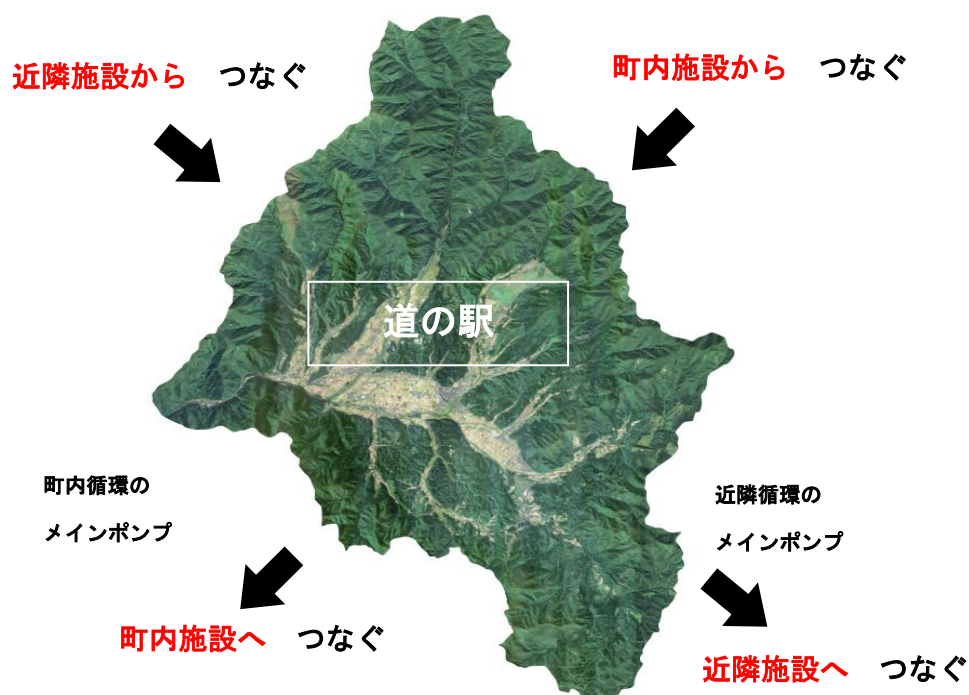 近隣施設から つなぐ
町内施設から つなぐ
道の駅
町内循環の
メインポンプ
近隣循環の
メインポンプ
町内施設へ つなぐ
近隣施設へ つなぐ